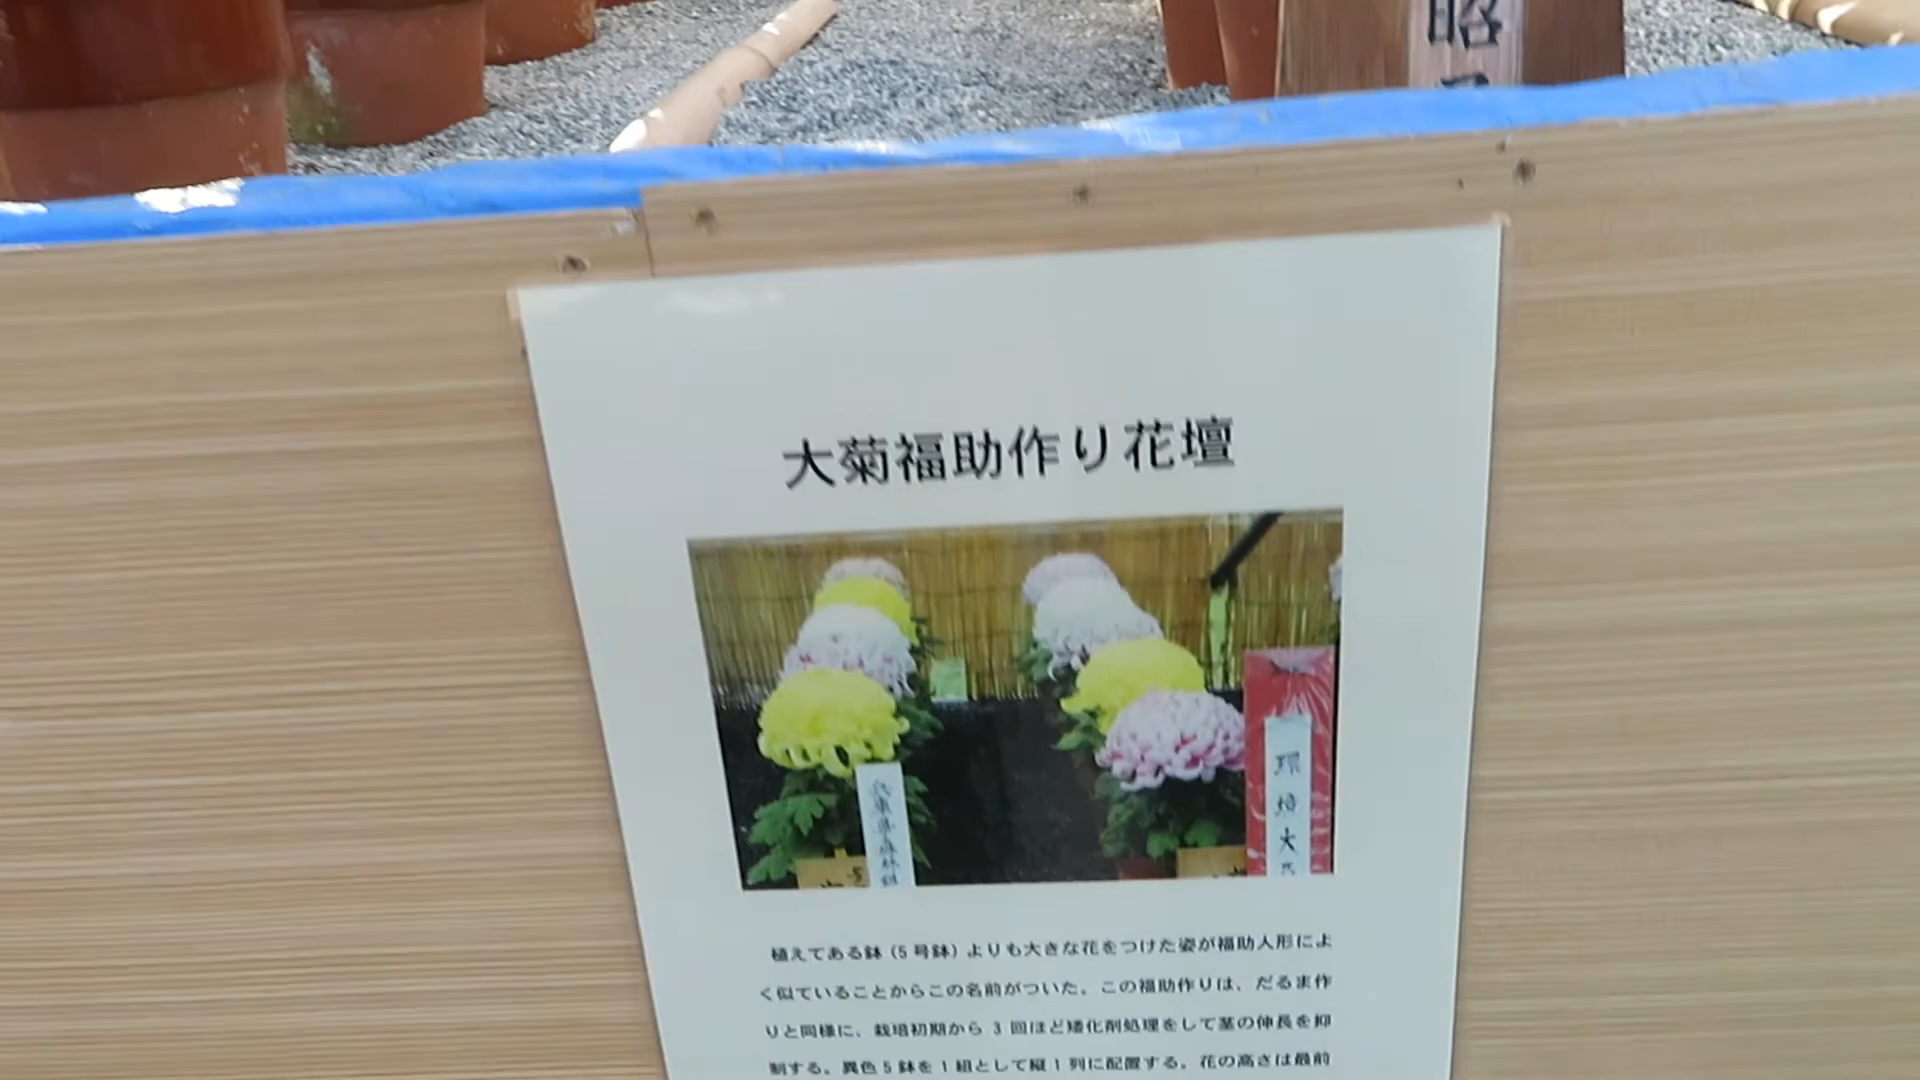 昭
大菊福助作り花壇
大
植えてある鉢（5号鉢）よりも大きな花をつけた姿が福助人形によ
く似ていることからこの名前がついた。この福助作りは、だるま作
りと同様に、栽培初期から 3 回ほど矮化剤処理をして茎の伸長を抑
制する。異色 5 鉢を 1 組として縦 1 列に配置する。花の高さは最前